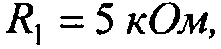 R₁ = 5 кОм,